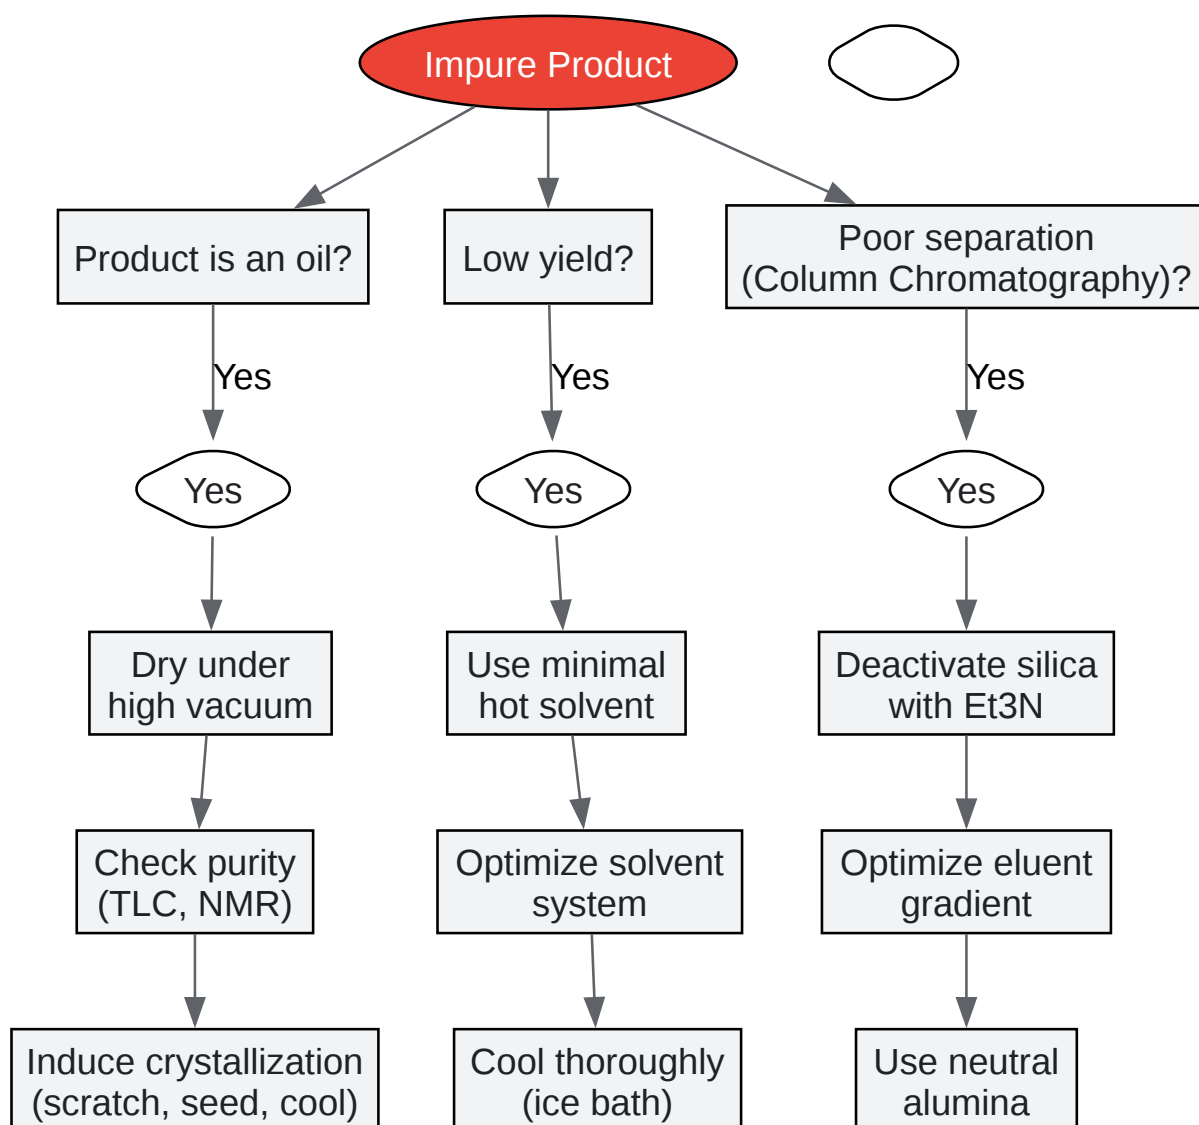 Impure Product
Product is an oil?
Low yield?
Poor separation
(Column Chromatography)?
Yes
Yes
Yes
Yes
Yes
Yes
Dry under
high vacuum
Use minimal
hot solvent
Deactivate silica
with Et3N
Check purity
(TLC, NMR)
Optimize solvent
system
Optimize eluent
gradient
Induce crystallization
(scratch, seed, cool)
Cool thoroughly
(ice bath)
Use neutral
alumina